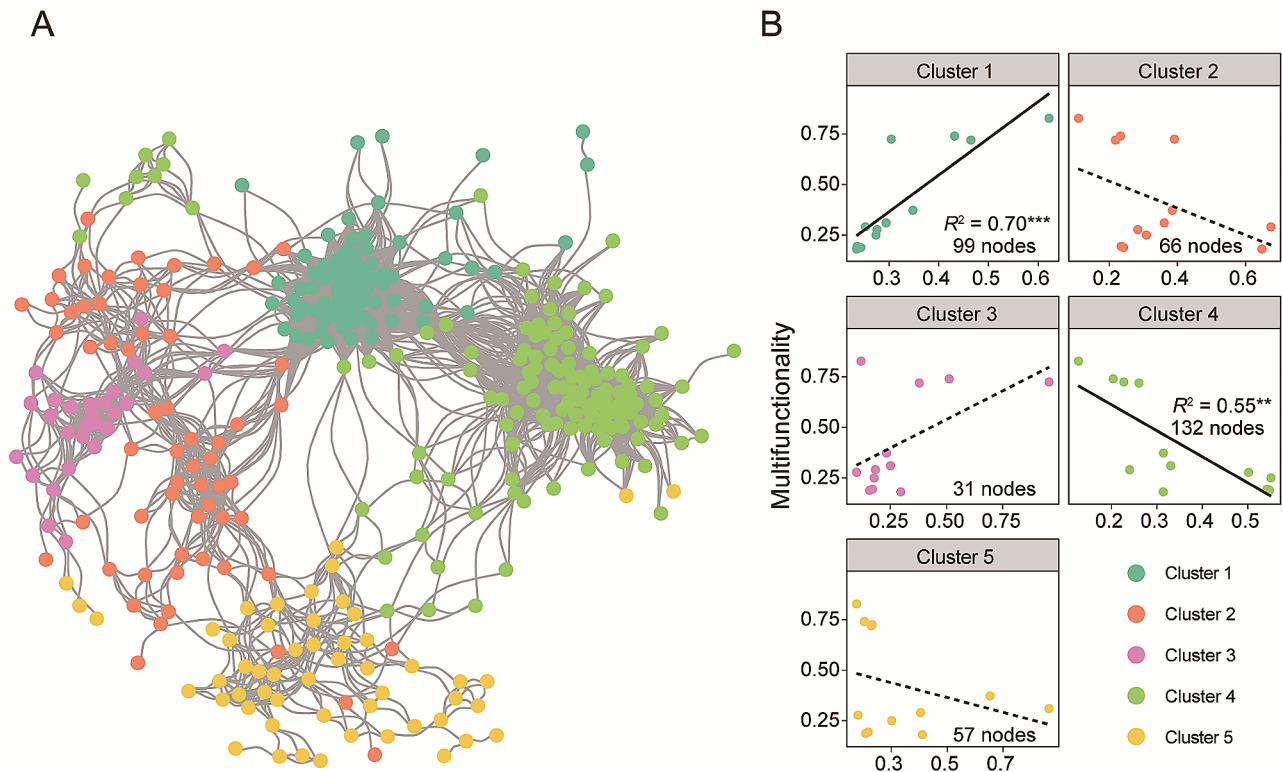 A
B
Cluster 1
Cluster 2
0.75
0.50
0.25
R² = 0.70***
99 nodes
66 nodes
0.3 0.4 0.5 0.6
0.2 0.4 0.6
Cluster 3
Cluster 4
Multifunctionality
0.75
0.50
0.25
R² = 0.55**
132 nodes
31 nodes
0.25 0.50 0.75
0.2 0.3 0.4 0.5
Cluster 5
0.75
0.50
0.25
57 nodes
0.3 0.5 0.7
Cluster 1
Cluster 2
Cluster 3
Cluster 4
Cluster 5